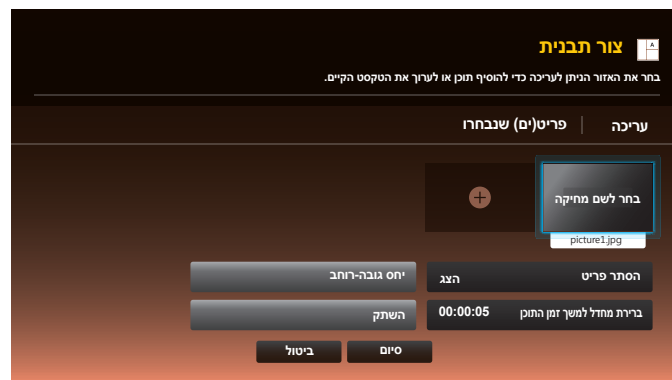 צור תבנית
בחר את האזור הניתן לעריכה כדי להוסיף תוכן או לערוך את הטקסט הקיים.
עריכה | פריט(ים) שנבחרו
בחר לשם מחיקה
picture1.jpg
הסתר פריט הצג יחס גובה-רוחב
ברירת מחדל למשך זמן התוכן 00:00:05 השתק
סיום ביטול